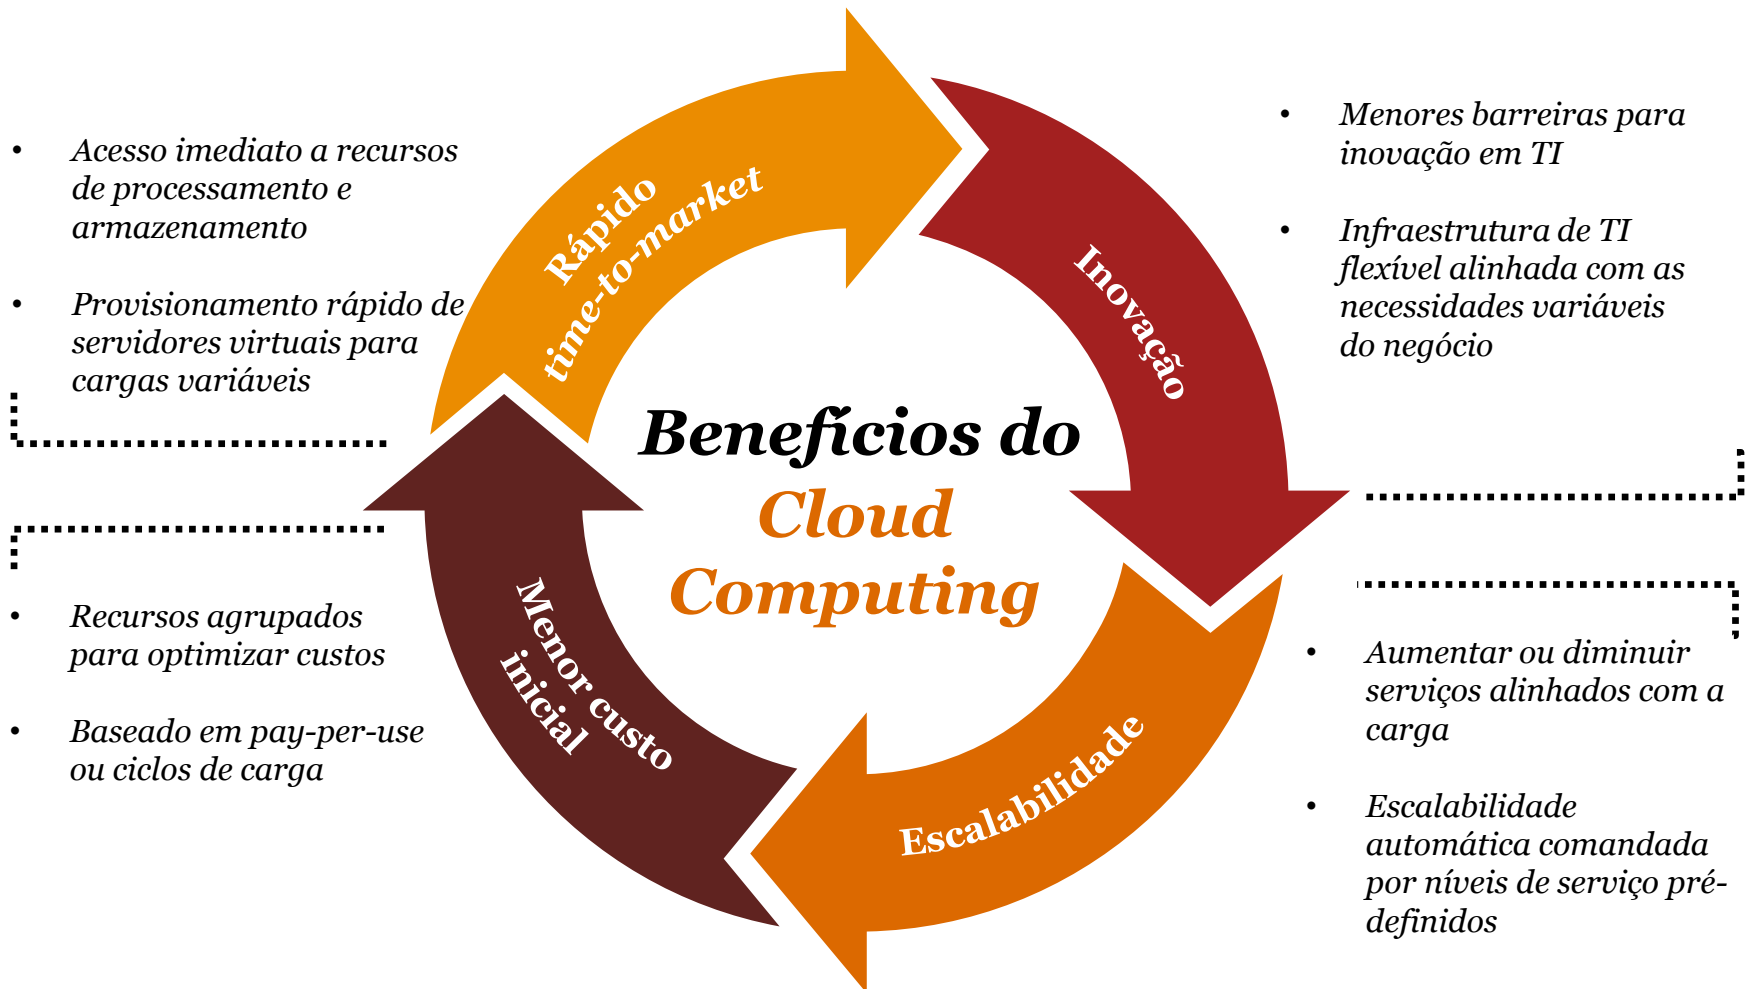 • Acesso imediato a recursos
de processamento e
armazenamento
• Provisionamento rápido de
servidores virtuais para
cargas variáveis
Rápido
time-to-market
Inovação
• Menores barreiras para
inovação em TI
• Infraestrutura de TI
flexível alinhada com as
necessidades variáveis
do negócio
Benefícios do
Cloud
Computing
• Recursos agrupados
para optimizar custos
• Baseado em pay-per-use
ou ciclos de carga
Menor custo
inicial
Escalabilidade
• Aumentar ou diminuir
serviços alinhados com a
carga
• Escalabilidade
automática comandada
por níveis de serviço pré-
definidos